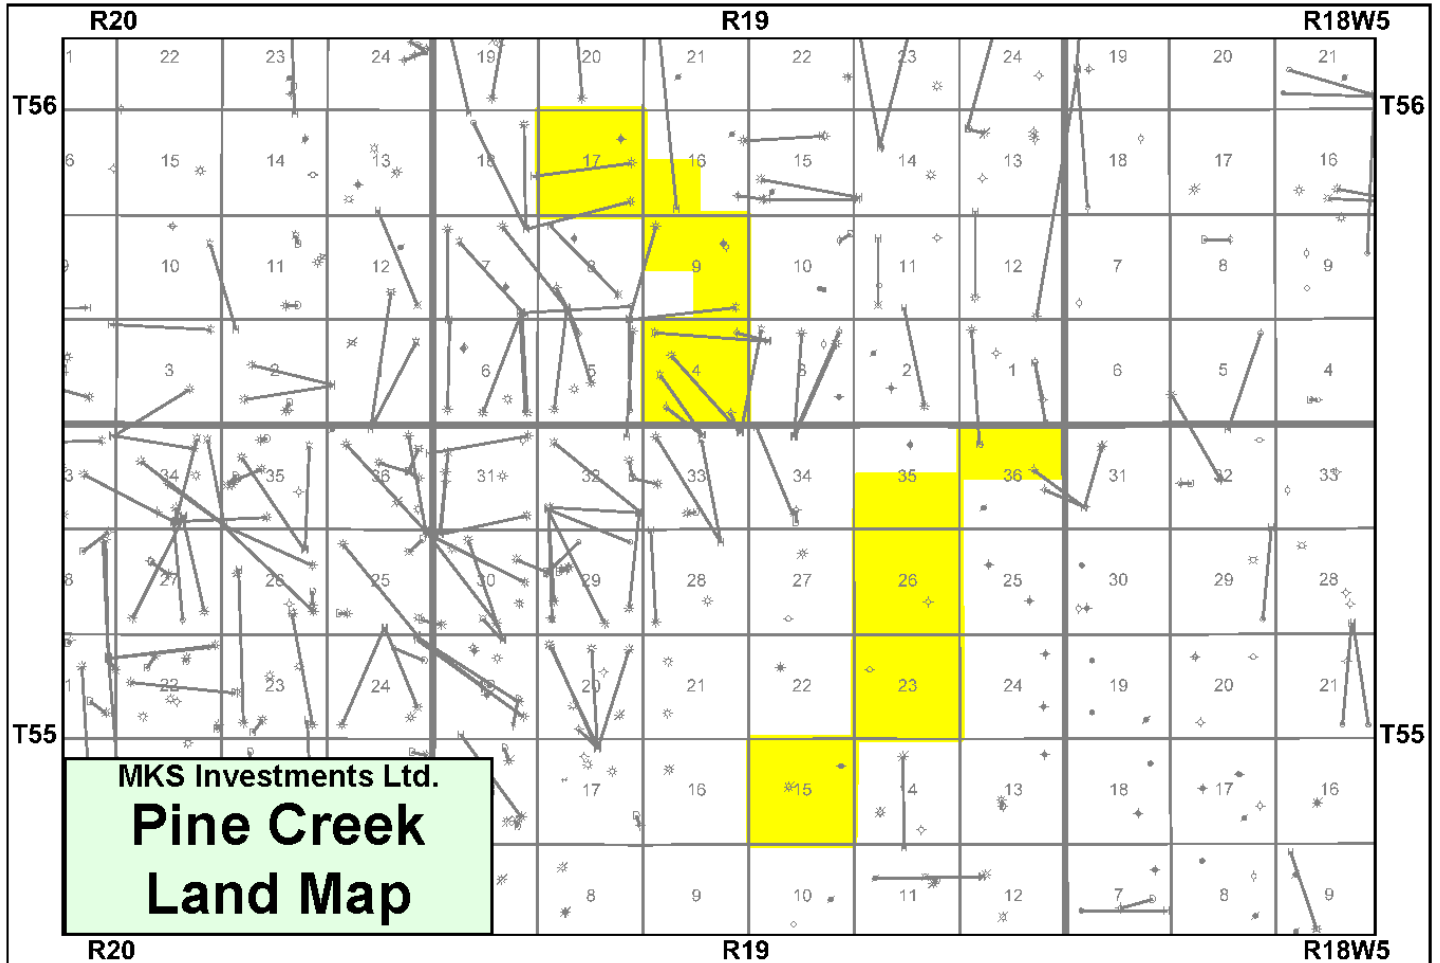 R20 R19 R18W5
1 22 23 24 19 20 21 22 23 24 19 20 21
T56 T56
6 15 14 13 18 17 16 15 14 13 18 17 16
9 10 11 12 7 8 9 10 11 12 7 8 9
3 2 6 5 4 3 2 1 6 5 4
3 34 35 36 31 32 33 34 35 36 31 32 33
8 27 26 25 30 29 28 27 26 25 30 29 28
1 22 23 24 19 20 21 22 23 24 19 20 21
T55 T55
MKS Investments Ltd.
17 16 15 14 13 18 17 16
Pine Creek
Land Map
8 9 10 11 12 7 8 9
R20 R19 R18W5